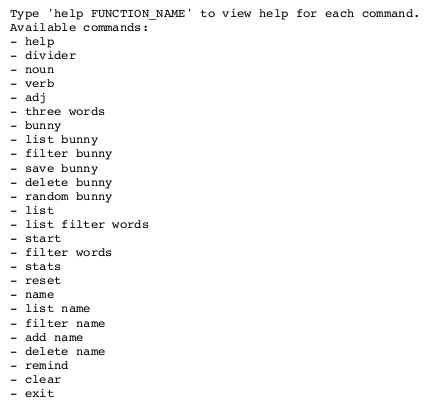 Type 'help FUNCTION_NAME' to view help for each command.
Available commands:
- help
- divider
- noun
- verb
- adj
- three words
- bunny
- list bunny
- filter bunny
- save bunny
- delete bunny
- random bunny
- list
- list filter words
- start
- filter words
- stats
- reset
- name
- list name
- filter name
- add name
- delete name
- remind
- clear
- exit